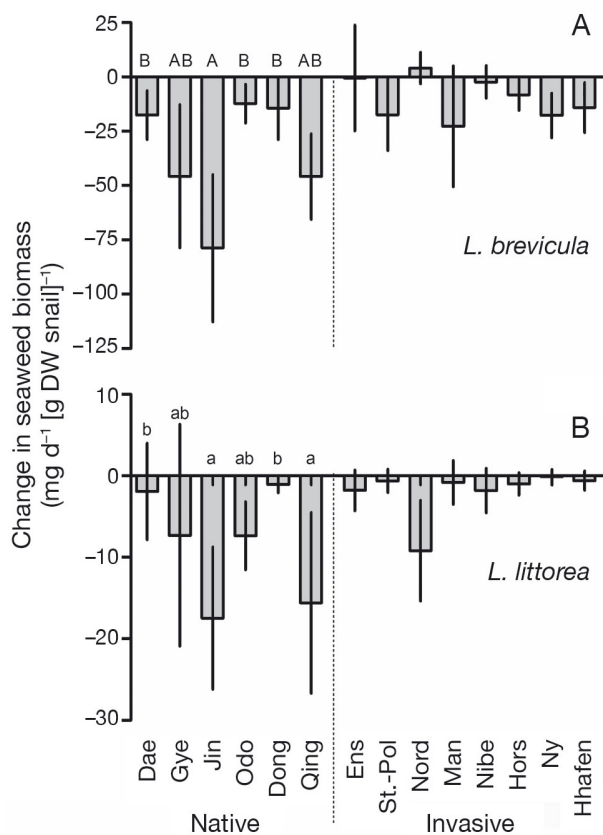 Change in seaweed biomass
(mg d⁻¹ [g DW snail]⁻¹)
A
25
0
−25
−50
−75
−100
−125
B AB A B B AB
L. brevicula
B
10
0
−10
−20
−30
b ab a ab b a
L. littorea
Dae Gye Jin Odo Dong Qing Ens St.-Pol Nord Man Nibe Hors Ny Hhafen
Native Invasive